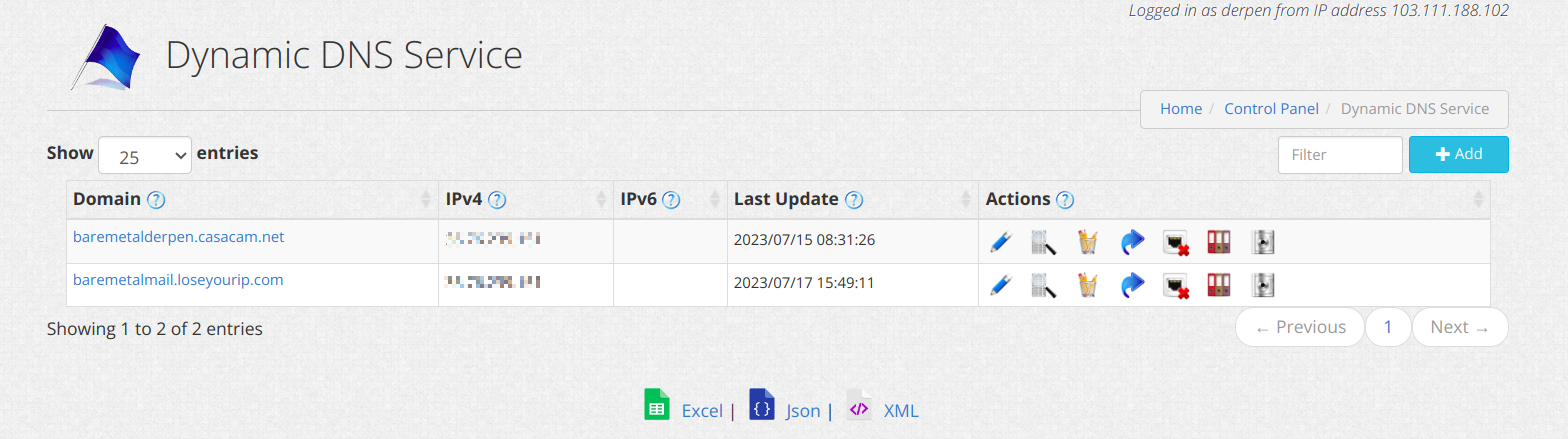 Logged in as derpen from IP address 103.111.188.102
Dynamic DNS Service
Home / Control Panel / Dynamic DNS Service
Show 25 entries
Filter
Add
Domain IPv4 IPv6 Last Update Actions
baremetalderpen.casacam.net 2023/07/15 08:31:26
baremetalmail.loseyourip.com 2023/07/17 15:49:11
Showing 1 to 2 of 2 entries
← Previous 1 Next →
Excel | Json | XML